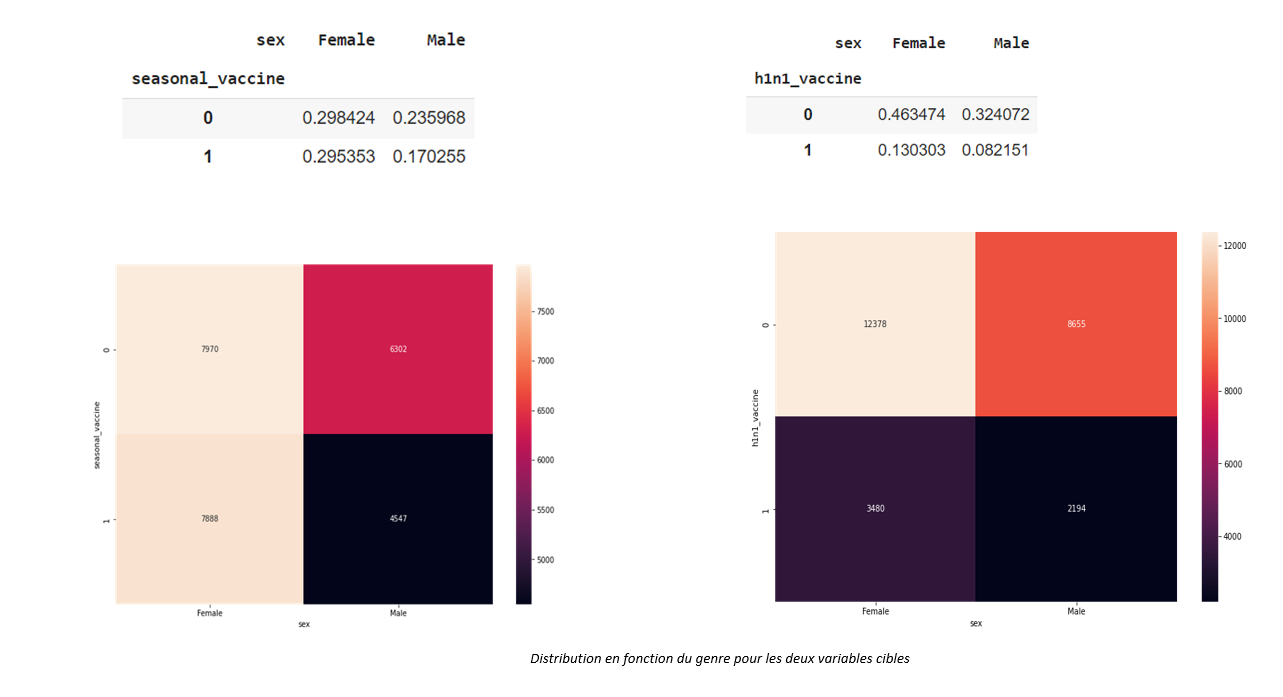 sex Female Male
seasonal_vaccine
0 0.298424 0.235968
1 0.295353 0.170255
sex Female Male
h1n1_vaccine
0 0.463474 0.324072
1 0.130303 0.082151
7970 6302
7888 4547
0
1
seasonal_vaccine
Female Male
sex
7500
7000
6500
6000
5500
5000
12378 8655
3480 2194
0
1
h1n1_vaccine
Female Male
sex
12000
10000
8000
6000
4000
Distribution en fonction du genre pour les deux variables cibles